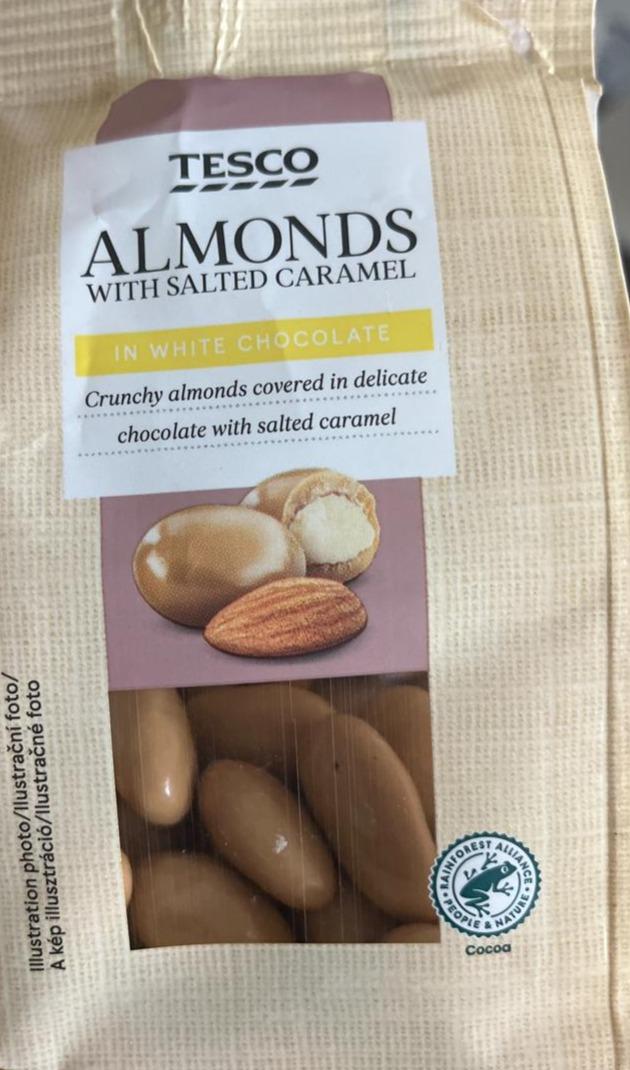 TESCO
ALMONDS
WITH SALTED CARAMEL
IN WHITE CHOCOLATE
Crunchy almonds covered in delicate
chocolate with salted caramel
Illustration photo/Ilustrační foto/
A kép illusztráció/Ilustračné foto
RAINFOREST ALLIANCE
PEOPLE & NATURE
Cocoa